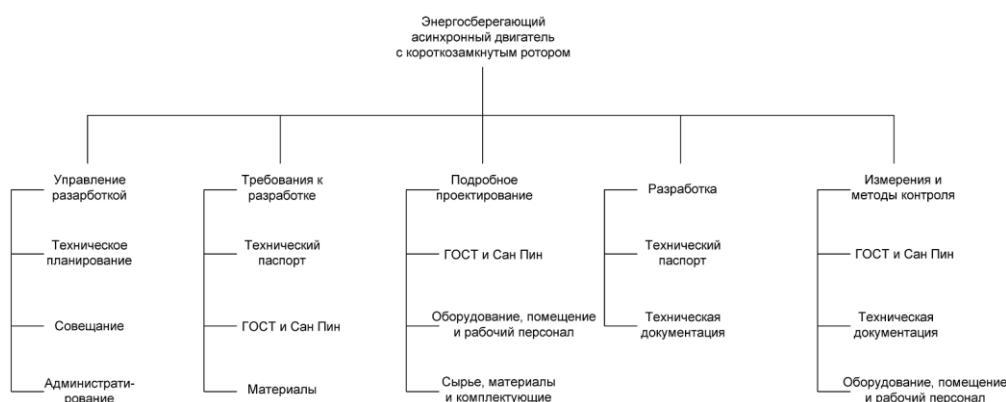 Энергосберегающий
асинхронный двигатель
с короткозамкнутым ротором
Управление
разарботкой
Техническое
планирование
Совещание
Администрати-
рование
Требования к
разработке
Технический
паспорт
ГОСТ и Сан Пин
Материалы
Подробное
проектирование
ГОСТ и Сан Пин
Оборудование, помещение
и рабочий персонал
Сырье, материалы
и комплектующие
Разработка
Технический
паспорт
Техническая
документация
Измерения и
методы контроля
ГОСТ и Сан Пин
Техническая
документация
Оборудование, помещение
и рабочий персонал